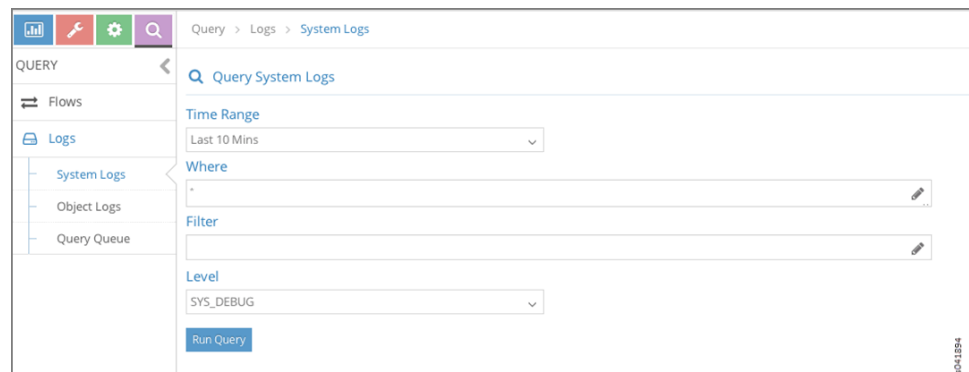 Query > Logs > System Logs
QUERY
Query System Logs
Flows
Time Range
Logs
Last 10 Mins
Where
System Logs
Object Logs
Filter
Query Queue
Level
SYS_DEBUG
Run Query